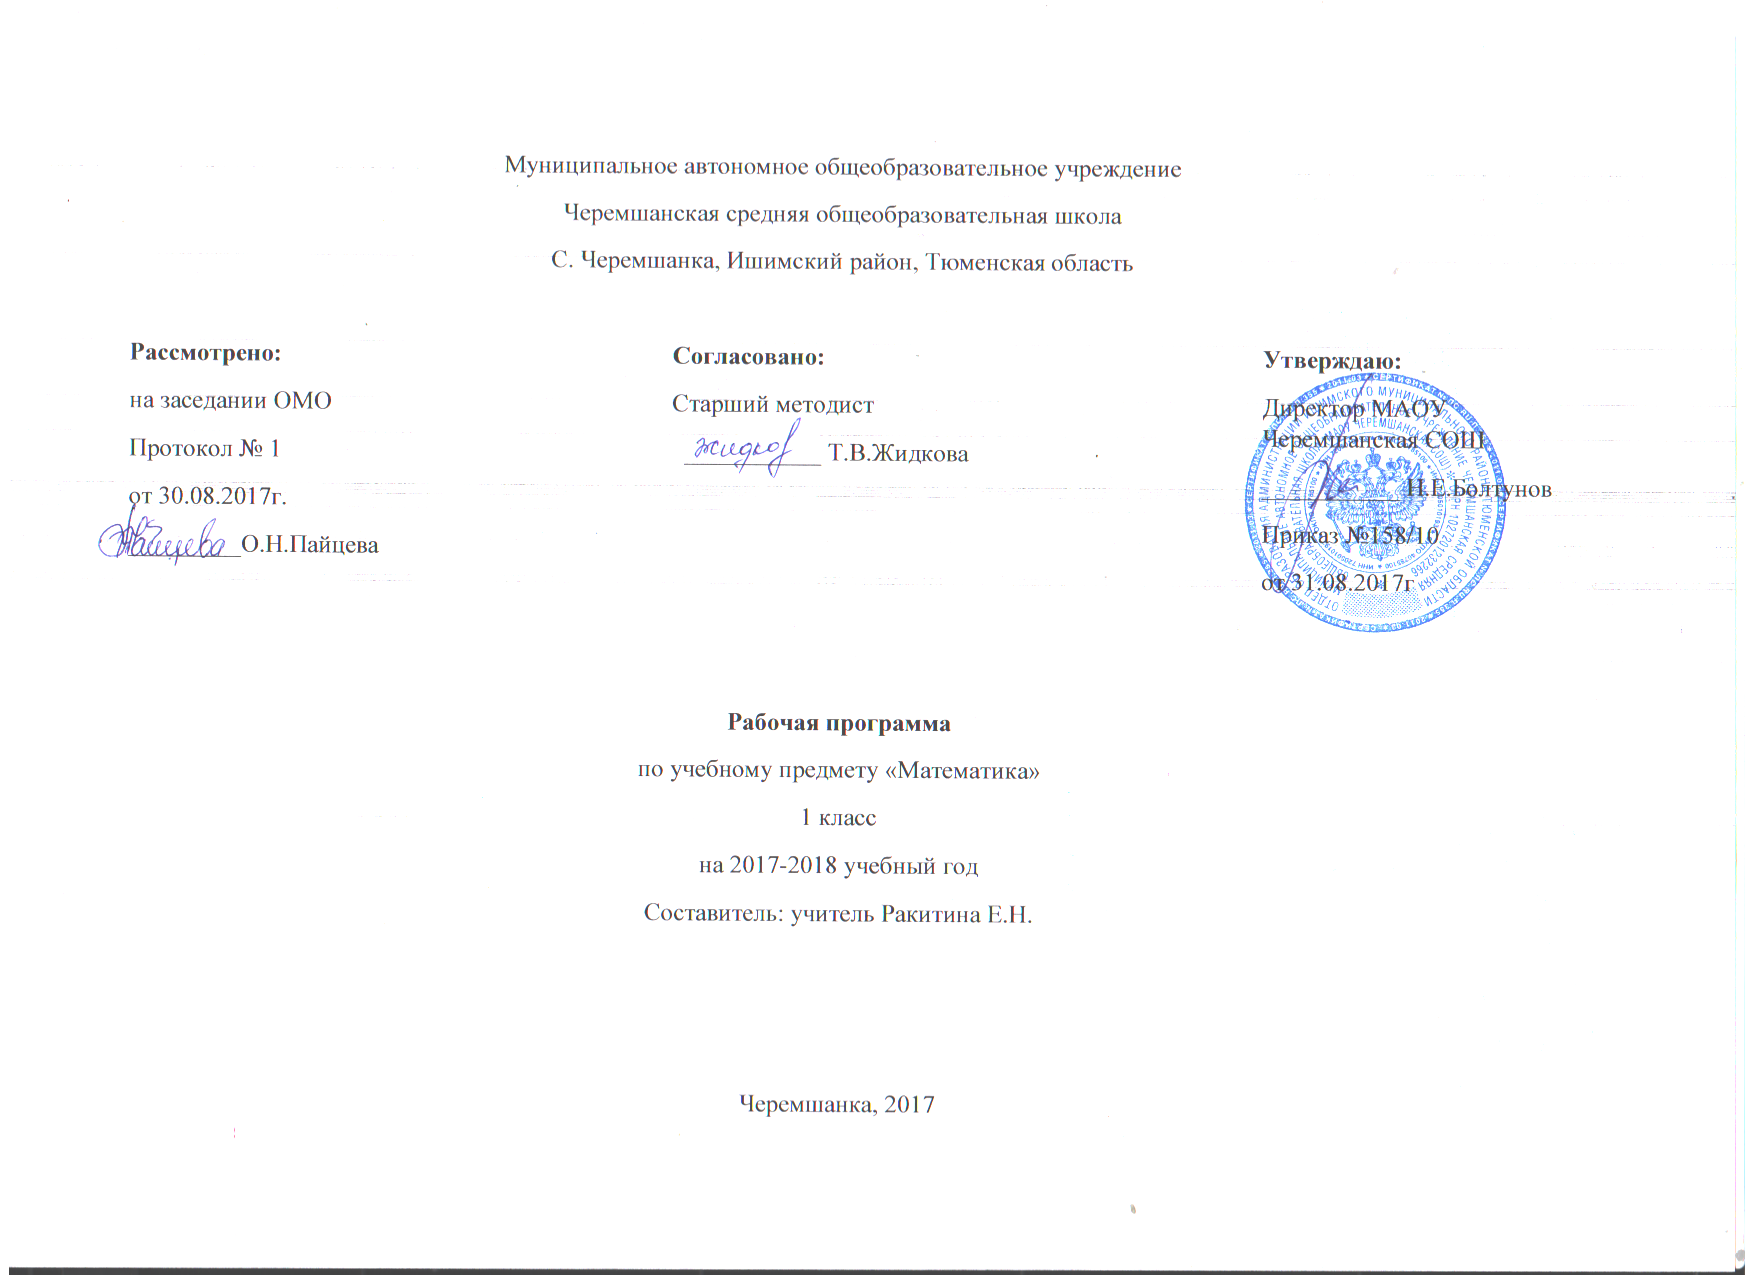 Муниципальное автономное общеобразовательное учреждение
Черемшанская средняя общеобразовательная школа
С. Черемшанка, Ишимский район, Тюменская область
Рассмотрено:
на заседании ОМО
Протокол № 1
от 30.08.2017г.
О.Н.Пайцева
Согласовано:
Старший методист
Т.В.Жидкова
Утверждаю:
Директор МАОУ
Черемшанская СОШ
Н.Е.Болтунов
Приказ №158/10
от 31.08.2017г
Рабочая программа
по учебному предмету «Математика»
1 класс
на 2017-2018 учебный год
Составитель: учитель Ракитина Е.Н.
Черемшанка, 2017